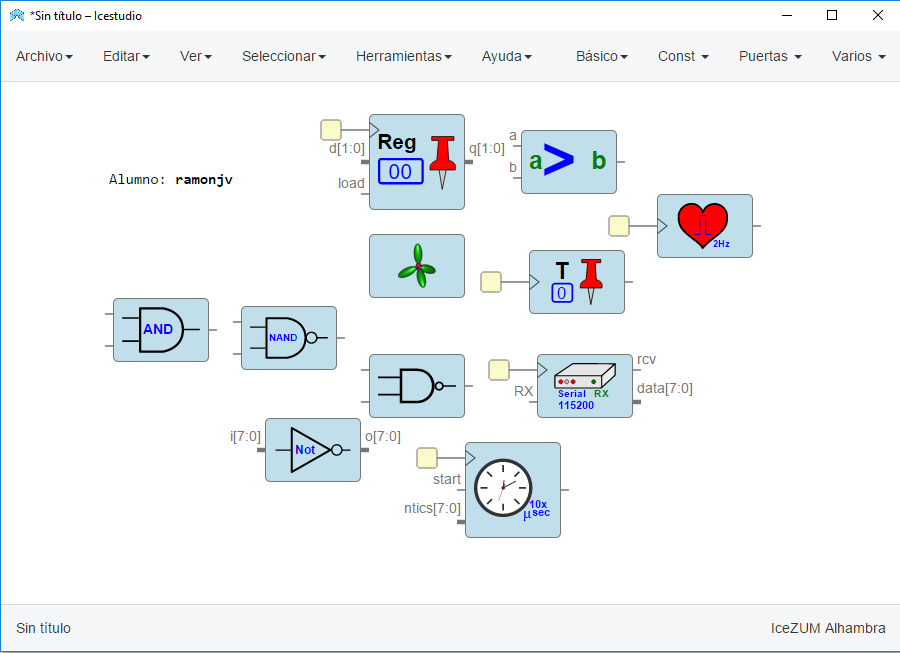 *Sin título – Icestudio
Archivo Editar Ver Seleccionar Herramientas Ayuda Básico Const Puertas Varios
Alumno: ramonjv
d[1:0]
load
Reg
00
q[1:0]
a
b
a > b
2Hz
T
0
AND
NAND
RX
Serial RX
115200
rcv
data[7:0]
i[7:0]
Not
o[7:0]
start
ntics[7:0]
10x
μsec
Sin título
IceZUM Alhambra